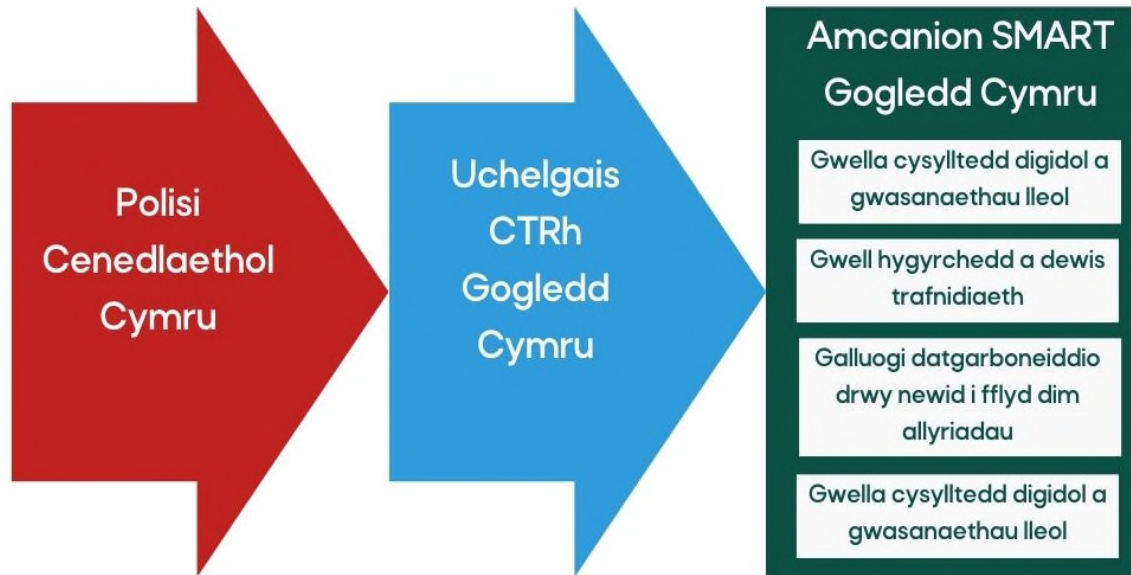 Polisi
Cenedlaethol
Cymru
Uchelgais
CTRh
Gogledd
Cymru
Amcanion SMART
Gogledd Cymru
Gwella cysylltedd digidol a
gwasanaethau lleol
Gwell hygyrchedd a dewis
trafnidiaeth
Galluogi datgarboneiddio
drwy newid i fflyd dim
allyriadau
Gwella cysylltedd digidol a
gwasanaethau lleol